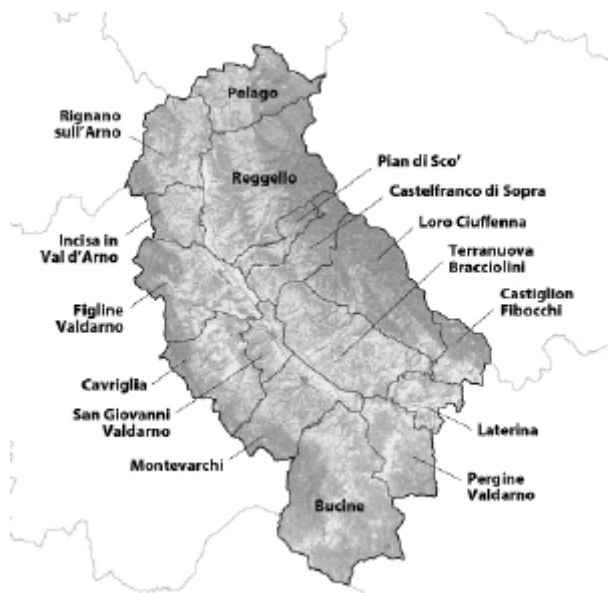 Pelago
Rignano
sull'Arno
Pian di Sco'
Reggello
Castelfranco di Sopra
Loro Ciuffenna
Incisa in
Val d'Arno
Terranuova
Bracciolini
Castiglion
Fibocchi
Figline
Valdarno
Cavriglia
San Giovanni
Valdarno
Laterina
Montevarchi
Pergine
Valdarno
Bucine